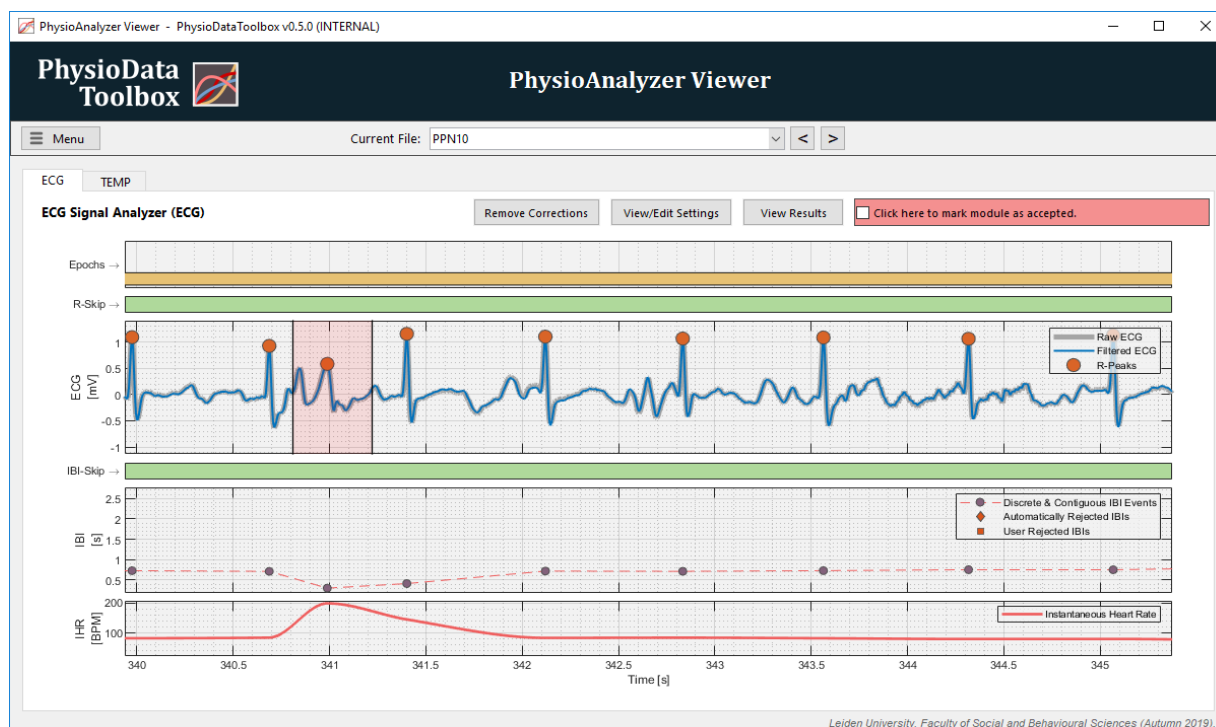 PhysioAnalyzer Viewer - PhysioDataToolbox v0.5.0 (INTERNAL)
PhysioData
Toolbox
PhysioAnalyzer Viewer
Menu
Current File: PPN10
< >
ECG TEMP
ECG Signal Analyzer (ECG)
Remove Corrections
View/Edit Settings
View Results
Click here to mark module as accepted.
Epochs →
R-Skip →
ECG
[mV]
1
0.5
0
-0.5
-1
Raw ECG
Filtered ECG
R-Peaks
IBI-Skip →
IBI
[s]
2.5
2
1.5
1
0.5
Discrete & Contiguous IBI Events
Automatically Rejected IBIs
User Rejected IBIs
IHR
[BPM]
200
100
Instantaneous Heart Rate
340 340.5 341 341.5 342 342.5 343 343.5 344 344.5 345
Time [s]
Leiden University, Faculty of Social and Behavioural Sciences (Autumn 2019)